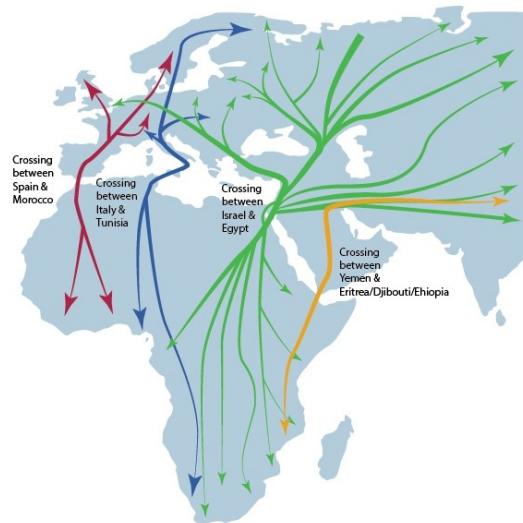 Crossing
between
Spain &
Morocco
Crossing
between
Italy &
Tunisia
Crossing
between
Israel &
Egypt
Crossing
between
Yemen &
Eritrea/Djibouti/Ehiopia